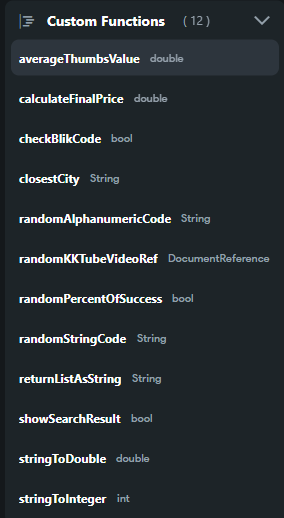 Custom Functions (12)
averageThumbsValue double
calculateFinalPrice double
checkBlikCode bool
closestCity String
randomAlphanumericCode String
randomKKTubeVideoRef DocumentReference
randomPercentOfSuccess bool
randomStringCode String
returnListAsString String
showSearchResult bool
stringToDouble double
stringToInteger int